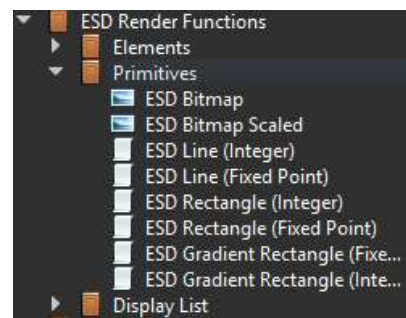 ESD Render Functions
Elements
Primitives
ESD Bitmap
ESD Bitmap Scaled
ESD Line (Integer)
ESD Line (Fixed Point)
ESD Rectangle (Integer)
ESD Rectangle (Fixed Point)
ESD Gradient Rectangle (Fixe...
ESD Gradient Rectangle (Inte...
Display List